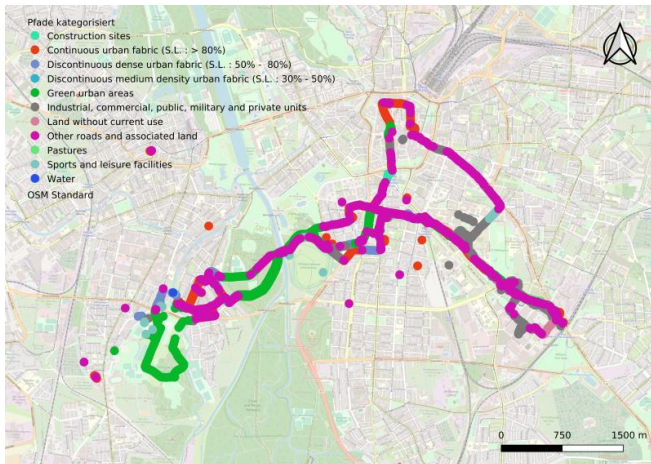 Pfade kategorisiert
Construction sites
Continuous urban fabric (S.L. : > 80%)
Discontinuous dense urban fabric (S.L. : 50% - 80%)
Discontinuous medium density urban fabric (S.L. : 30% - 50%)
Green urban areas
Industrial, commercial, public, military and private units
Land without current use
Other roads and associated land
Pastures
Sports and leisure facilities
Water
OSM Standard
0 750 1500 m